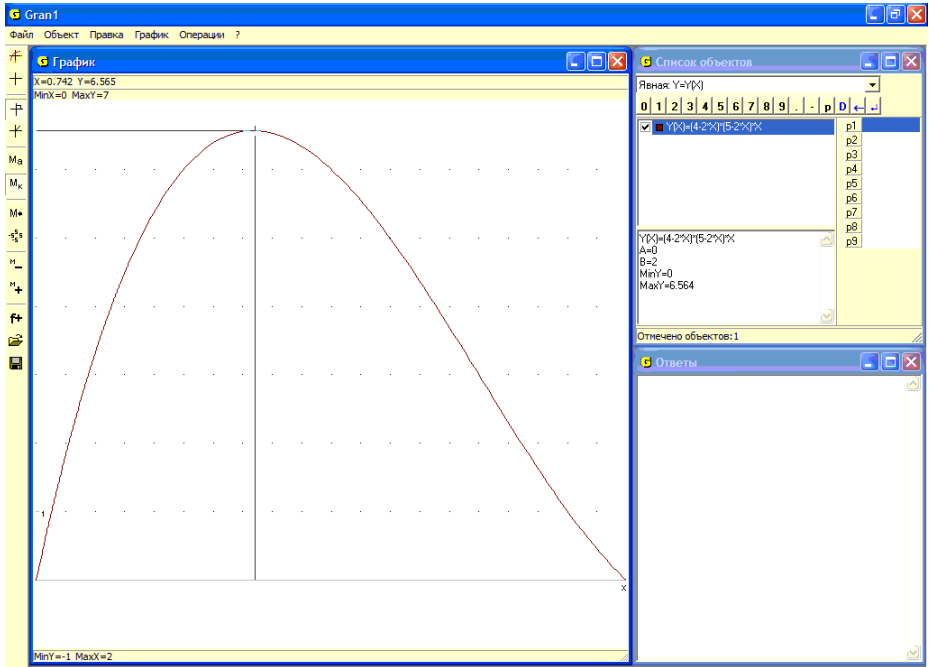 Gran1
Файл Объект Правка График Операции ?
График
X=0.742 Y=6.565
MinX=0 MaxY=7
1
X
MinY=-1 MaxX=2
Ma
Mк
M
M
M
f+
Список объектов
Явная: Y=Y(X)
0 1 2 3 4 5 6 7 8 9 . - p D
Y(X)=(4-2*X)*(5-2*X)*X
p1
p2
p3
p4
p5
p6
p7
p8
p9
Y(X)=(4-2*X)*(5-2*X)*X
A=0
B=2
MinY=0
MaxY=6.564
Отмечено объектов:1
Ответы